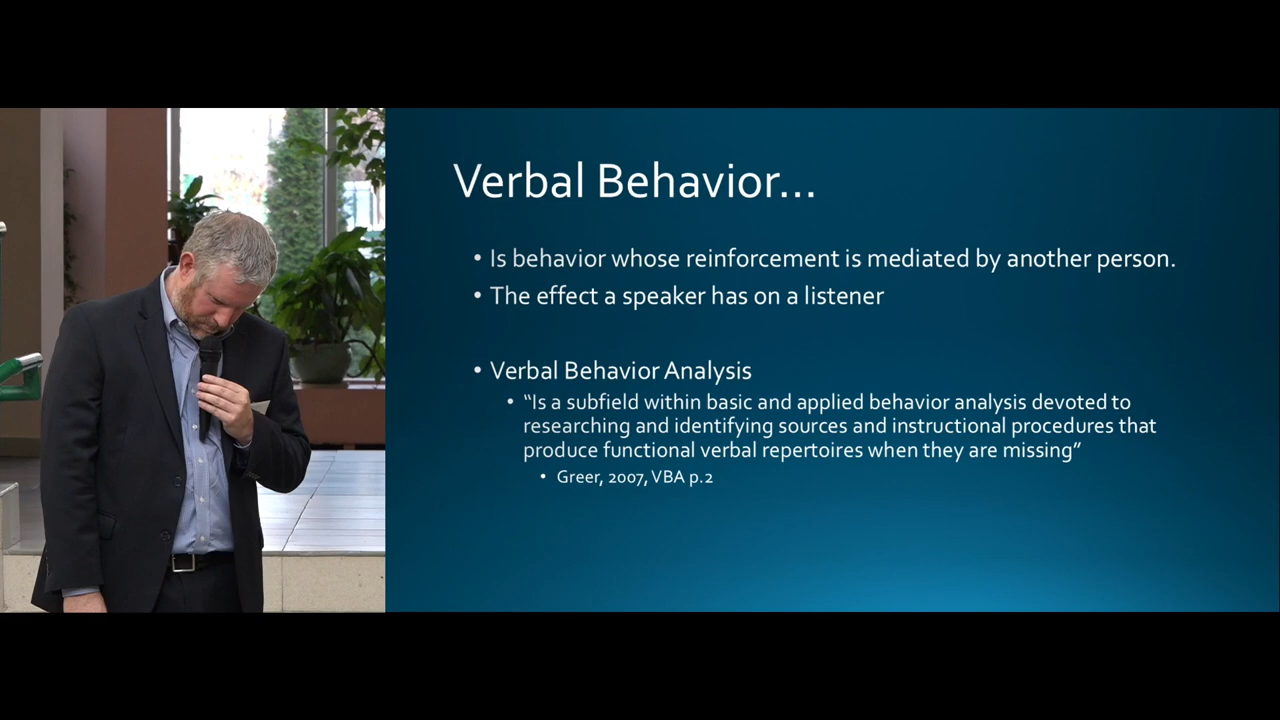 Verbal Behavior...
• Is behavior whose reinforcement is mediated by another person.
• The effect a speaker has on a listener
• Verbal Behavior Analysis
• “Is a subfield within basic and applied behavior analysis devoted to
researching and identifying sources and instructional procedures that
produce functional verbal repertoires when they are missing”
• Greer, 2007, VBA p.2